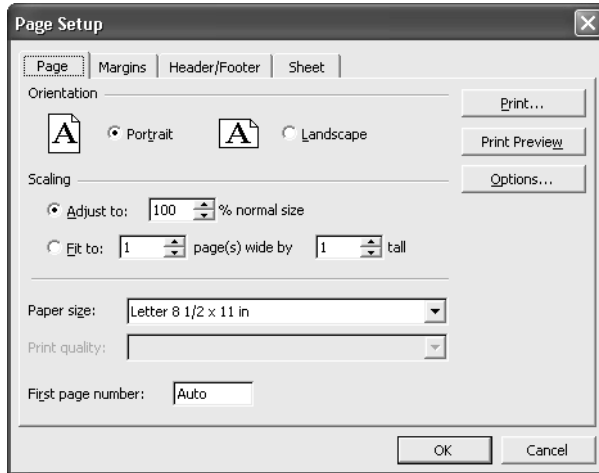 Page Setup
Page Margins Header/Footer Sheet
Orientation
A Portrait A Landscape
Print...
Print Preview
Options...
Scaling
Adjust to: 100 % normal size
Fit to: 1 page(s) wide by 1 tall
Paper size: Letter 8 1/2 x 11 in
Print quality:
First page number: Auto
OK Cancel